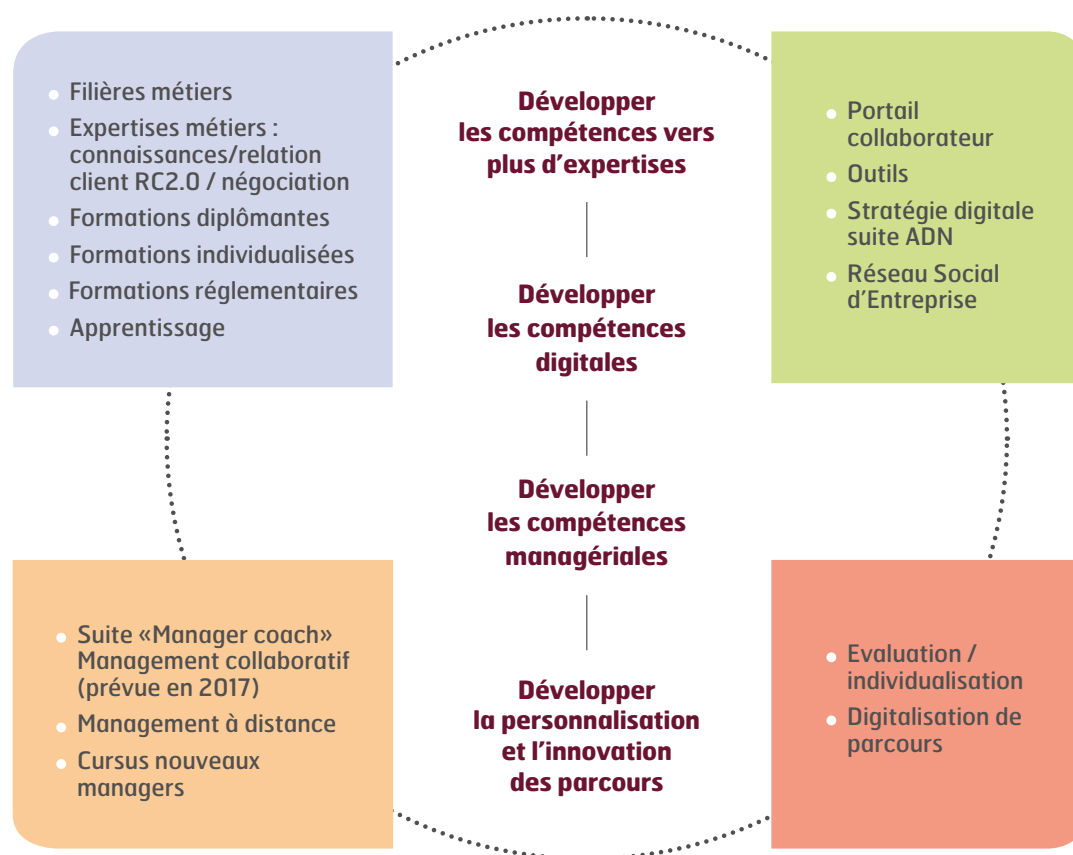 Filières métiers
Expertises métiers :
connaissances/relation
client RC2.0 / négociation
Formations diplômantes
Formations individualisées
Formations réglementaires
Apprentissage
Développer
les compétences vers
plus d'expertises
Développer
les compétences
digitales
Développer
les compétences
managériales
Développer
la personnalisation
et l'innovation
des parcours
Portail
collaborateur
Outils
Stratégie digitale
suite ADN
Réseau Social
d'Entreprise
Suite «Manager coach»
Management collaboratif
(prévue en 2017)
Management à distance
Cursus nouveaux
managers
Evaluation /
individualisation
Digitalisation de
parcours